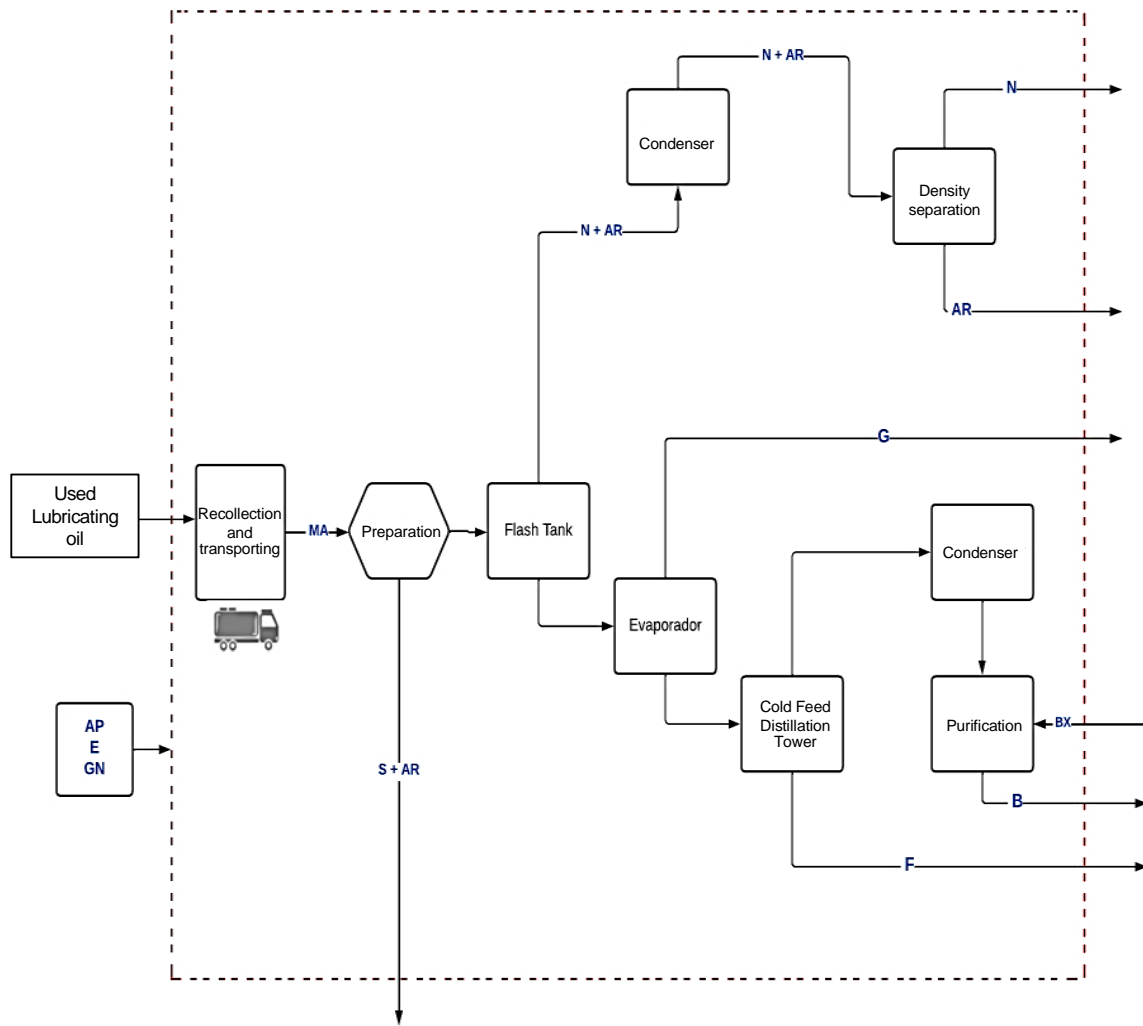 N + AR
N
Condenser
Density
separation
N + AR
AR
G
Used
Lubricating
oil
Recollection
and
transporting
MA
Preparation
Flash Tank
Condenser
Evaporador
Cold Feed
Distillation
Tower
Purification
BX
AP
E
GN
S + AR
B
F